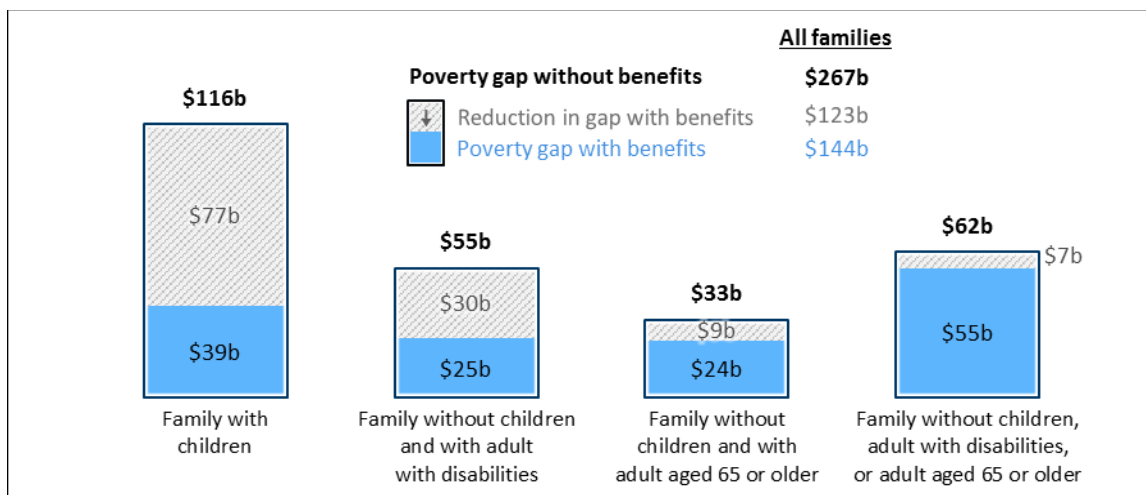 All families
Poverty gap without benefits $267b
Reduction in gap with benefits $123b
Poverty gap with benefits $144b
$116b
$77b
$39b
Family with
children
$55b
$30b
$25b
Family without children
and with adult
with disabilities
$33b
$9b
$24b
Family without
children and with
adult aged 65 or older
$62b
$7b
$55b
Family without children,
adult with disabilities,
or adult aged 65 or older